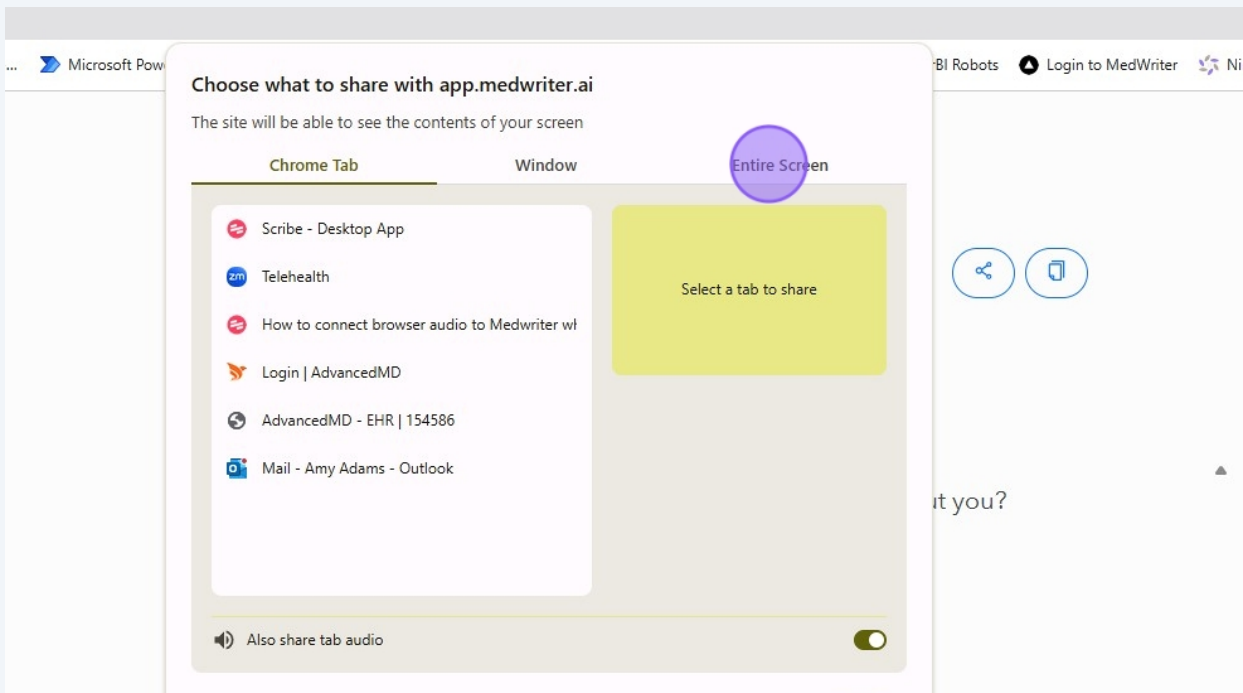 ... Microsoft Pow
BI Robots
Login to MedWriter
Ni
Choose what to share with app.medwriter.ai
The site will be able to see the contents of your screen
Chrome Tab
Window
Entire Screen
Scribe - Desktop App
Telehealth
How to connect browser audio to Medwriter wh
Login | AdvancedMD
AdvancedMD - EHR | 154586
Mail - Amy Adams - Outlook
Select a tab to share
ut you?
Also share tab audio